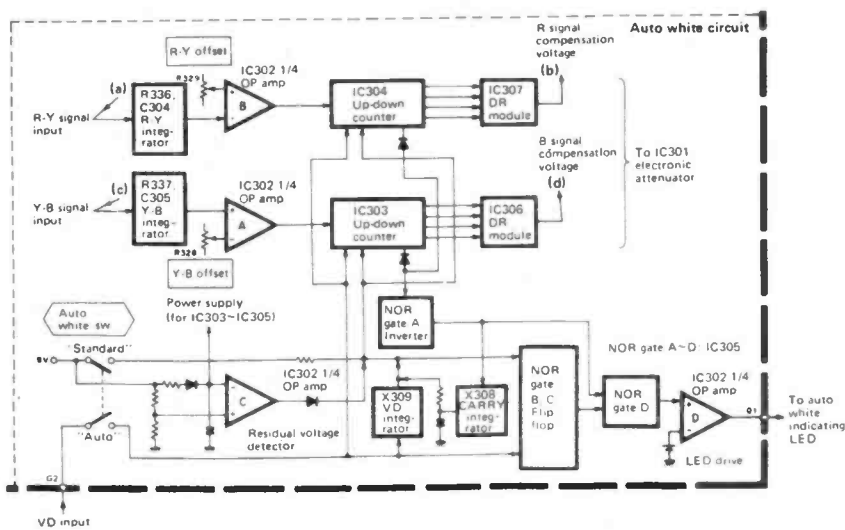 Auto white circuit
R-Y offset
R329
IC302 1/4
OP amp
B
(a)
R-Y signal
input
R336,
C304
R-Y
integ-
rator
IC304
Up-down
counter
IC307
DR
module
R signal
compensation
voltage
(b)
(c)
Y-B signal
input
R337,
C305
Y-B
integ-
rator
IC302 1/4
OP amp
A
R328
Y-B offset
IC303
Up-down
counter
IC306
DR
module
B signal
compensation
voltage
(d)
To IC301
electronic
attenuator
Auto
white sw
"Standard"
9V
"Auto"
Power supply
(for IC303~IC305)
IC302 1/4
OP amp
C
Residual voltage
detector
NOR
gate A
Inverter
X309
VD
integ-
rator
X308
CARRY
integ-
rator
NOR
gate
B, C
Flip
flop
NOR gate A~D: IC305
NOR
gate D
IC302 1/4
OP amp
D
LED drive
Q1
To auto
white
indicating
LED
G2
VD input